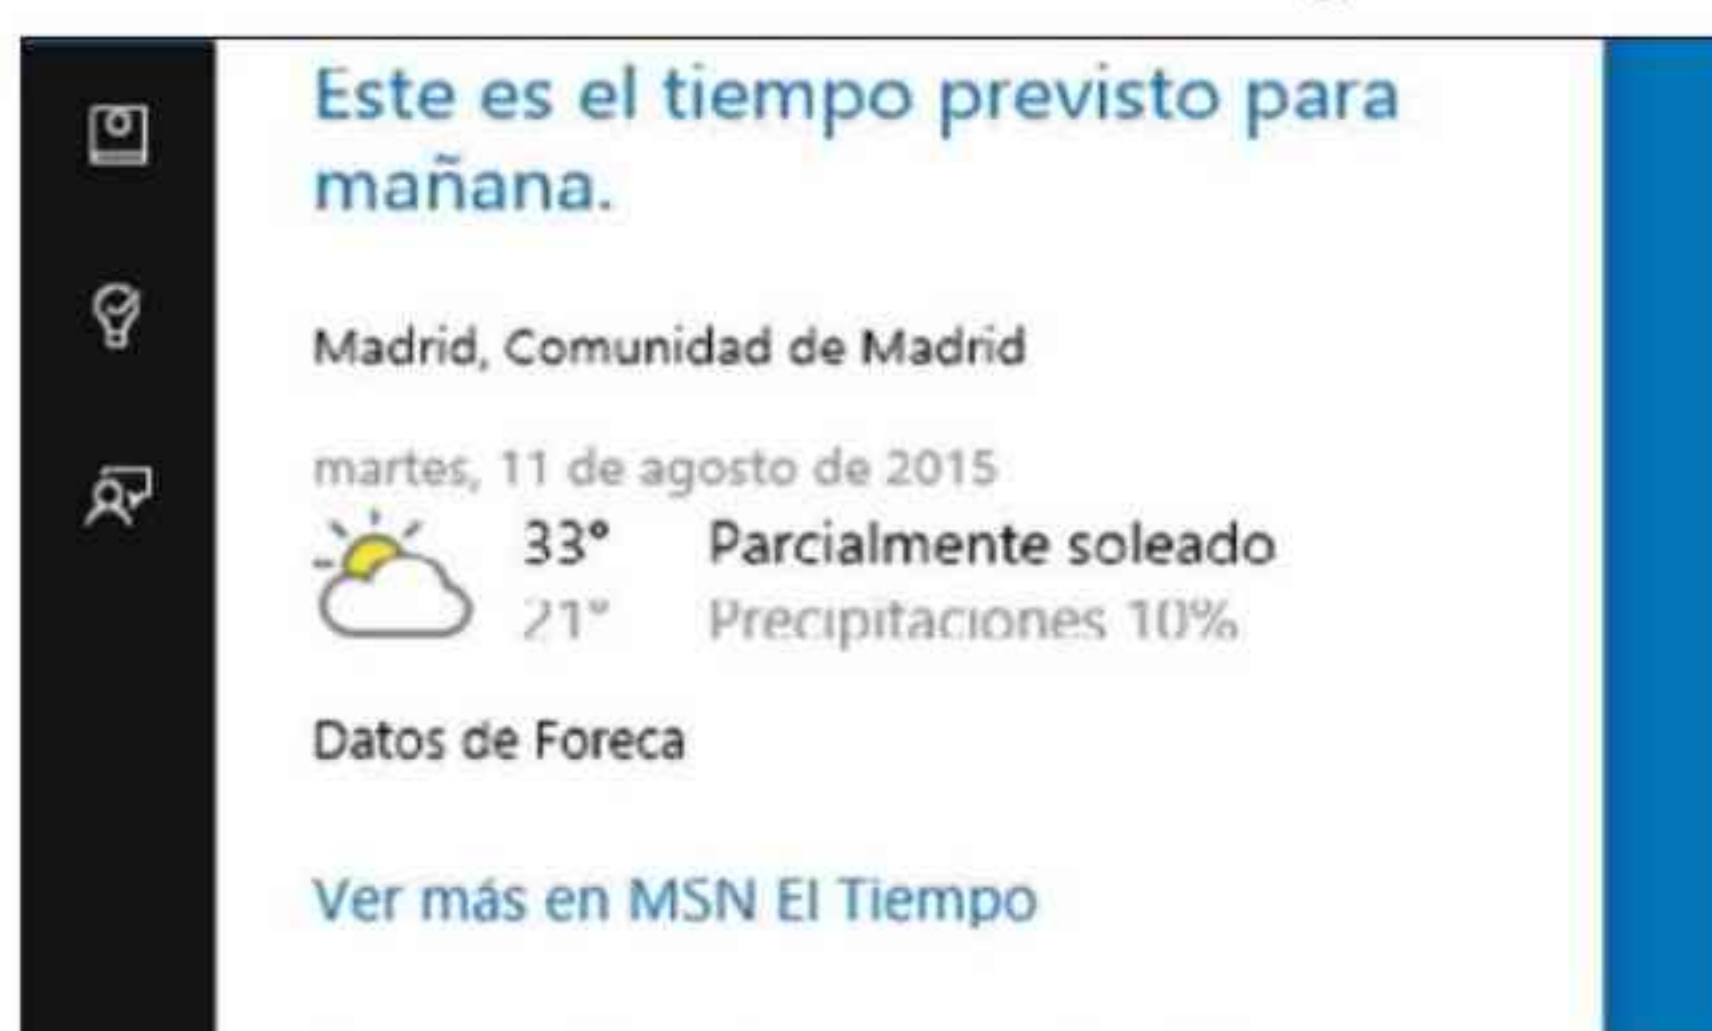 Este es el tiempo previsto para
mañana.
Madrid, Comunidad de Madrid
martes, 11 de agosto de 2015
33° Parcialmente soleado
21° Precipitaciones 10%
Datos de Foreca
Ver más en MSN El Tiempo